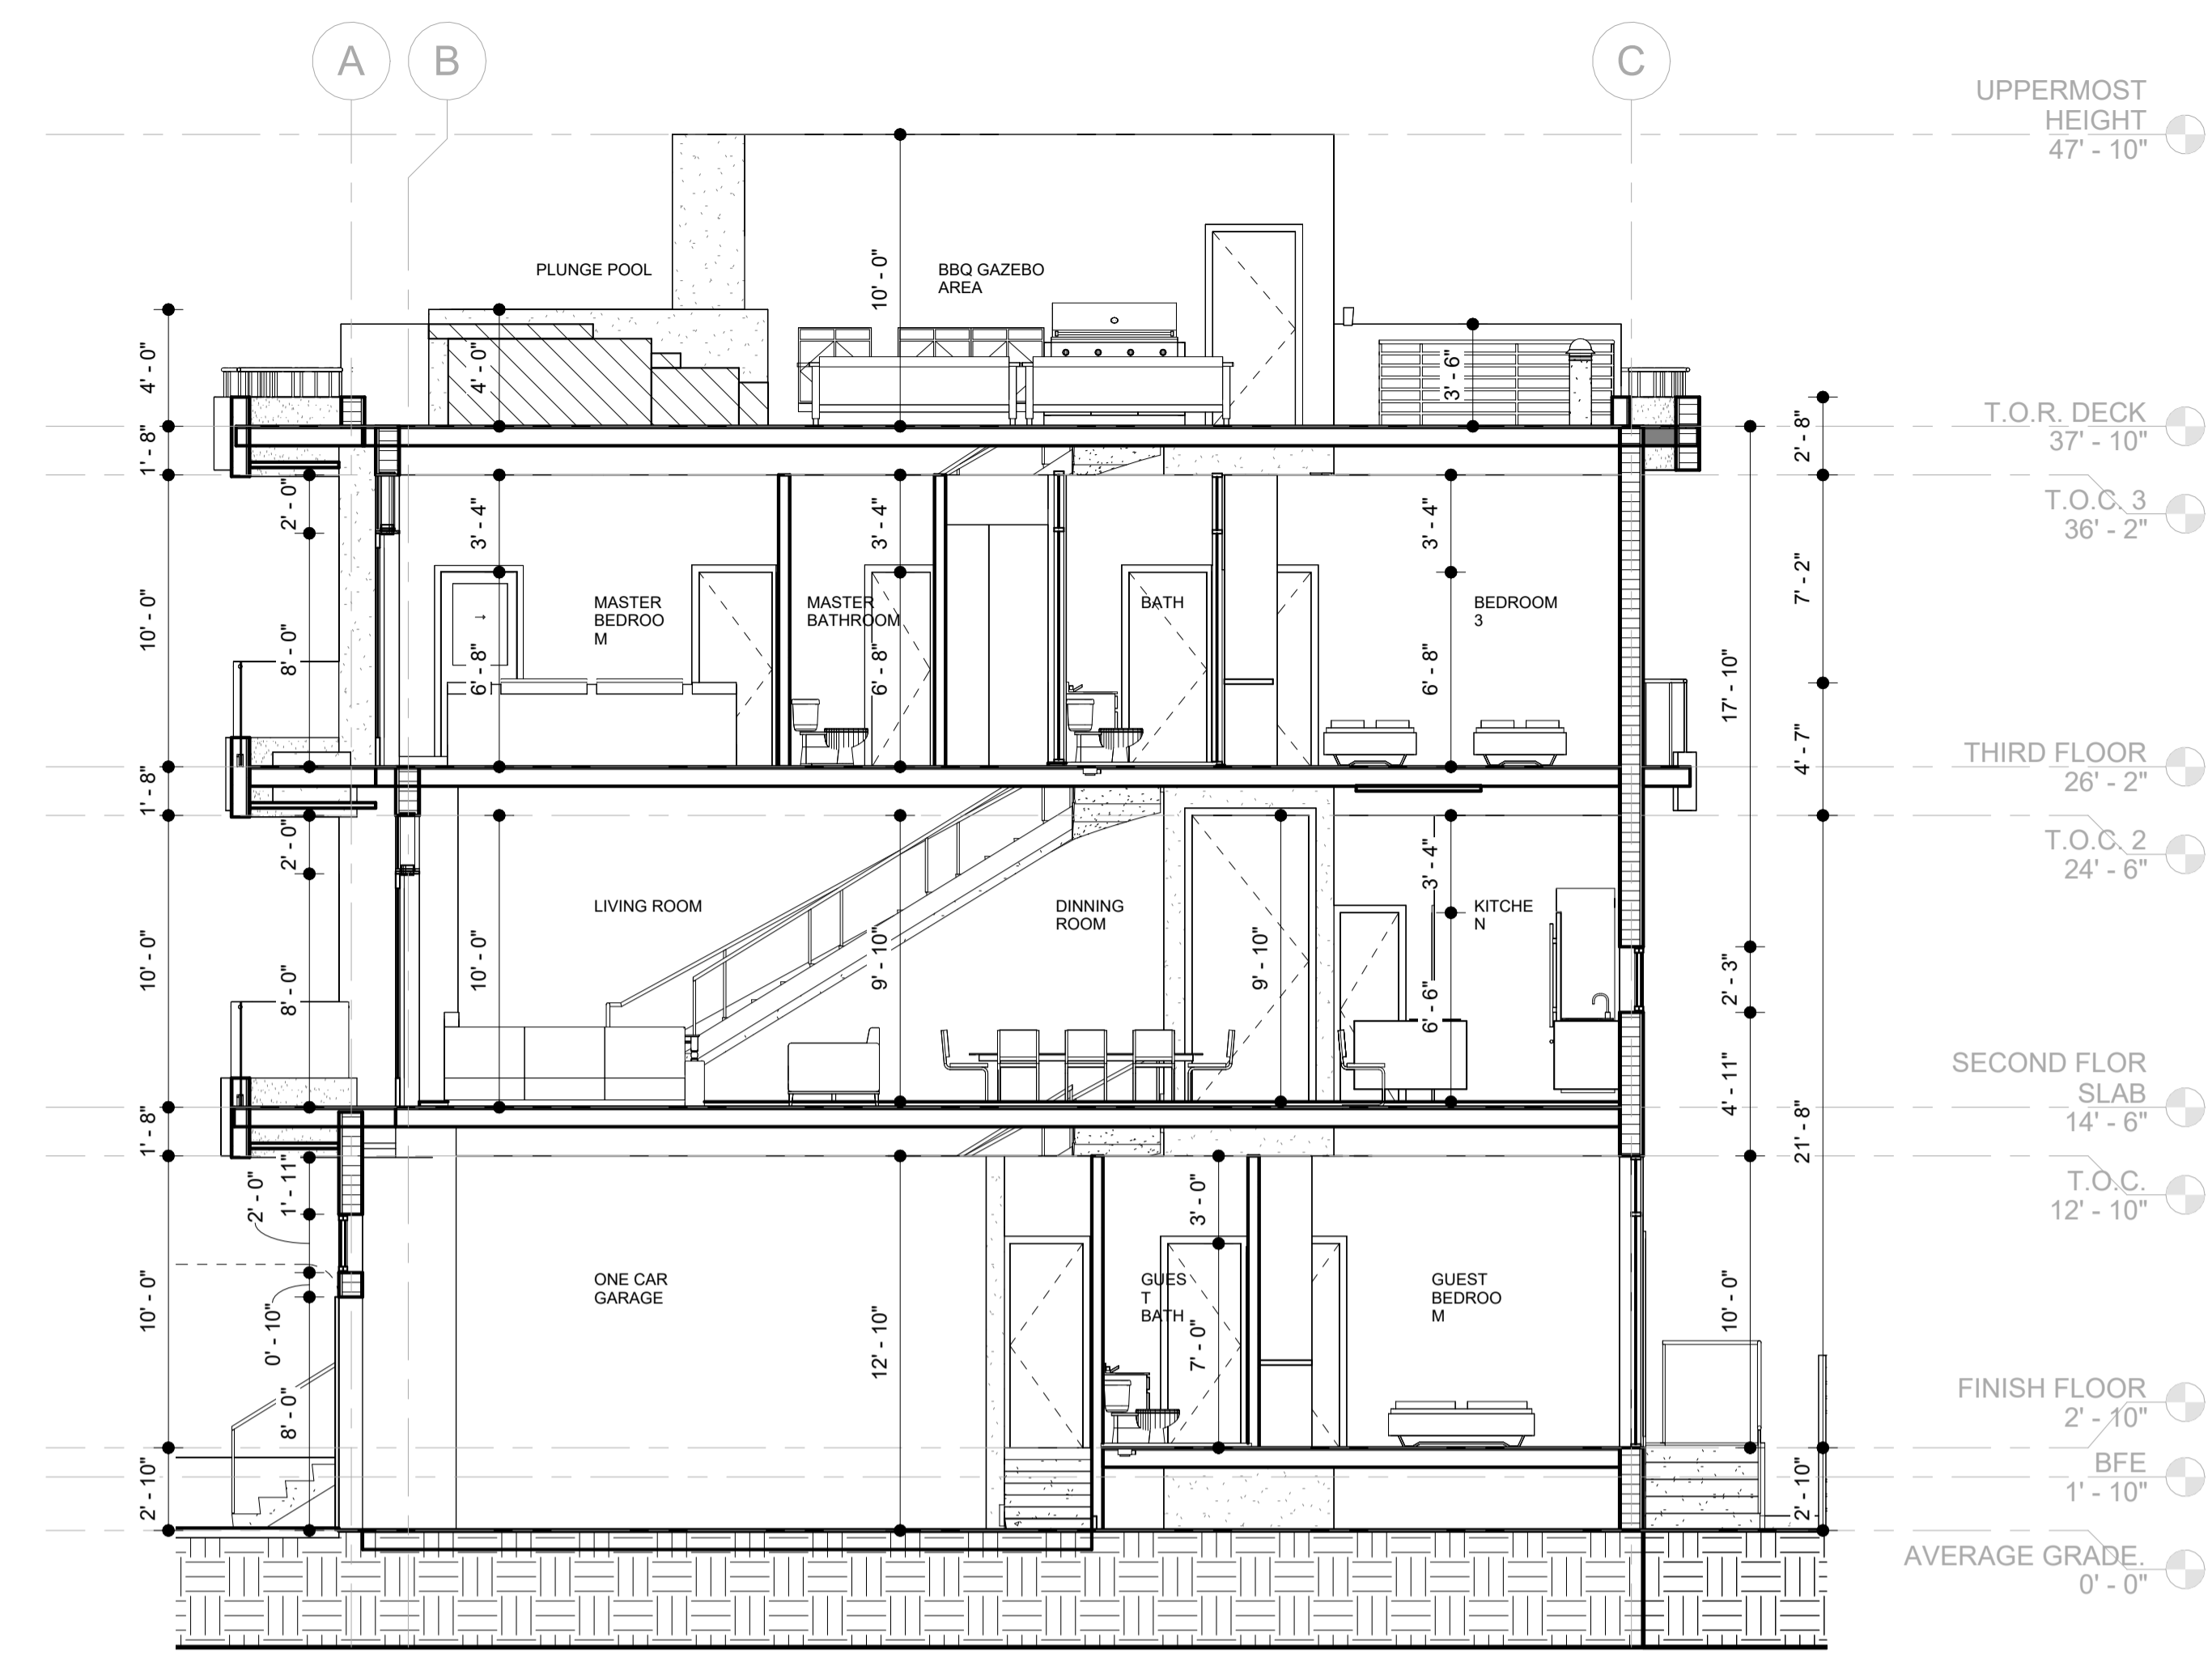 A
B
C
UPPERMOST
HEIGHT
47' - 10"
PLUNGE POOL
10' - 0"
BBQ GAZEBO
AREA
4' - 0"
4' - 0"
3' - 6"
1' - 8"
2' - 8"
T.O.R. DECK
37' - 10"
T.O.C. 3
36' - 2"
2' - 0"
3' - 4"
3' - 4"
3' - 4"
7' - 2"
10' - 0"
8' - 0"
MASTER
BEDROO
M
6' - 8"
MASTER
BATHROOM
6' - 8"
BATH
6' - 8"
BEDROOM
3
17' - 10"
4' - 7"
THIRD FLOOR
26' - 2"
1' - 8"
2' - 0"
3' - 4"
T.O.C. 2
24' - 6"
LIVING ROOM
DINNING
ROOM
KITCHE
N
10' - 0"
8' - 0"
10' - 0"
9' - 10"
9' - 10"
6' - 6"
2' - 3"
4' - 11"
SECOND FLOR
SLAB
14' - 6"
1' - 8"
21' - 8"
2' - 0"
1' - 11"
3' - 0"
T.O.C.
12' - 10"
ONE CAR
GARAGE
GUES
T
BATH
GUEST
BEDROO
M
10' - 0"
0' - 10"
12' - 10"
7' - 0"
10' - 0"
8' - 0"
FINISH FLOOR
2' - 10"
2' - 10"
2' - 10"
BFE
1' - 10"
AVERAGE GRADE.
0' - 0"